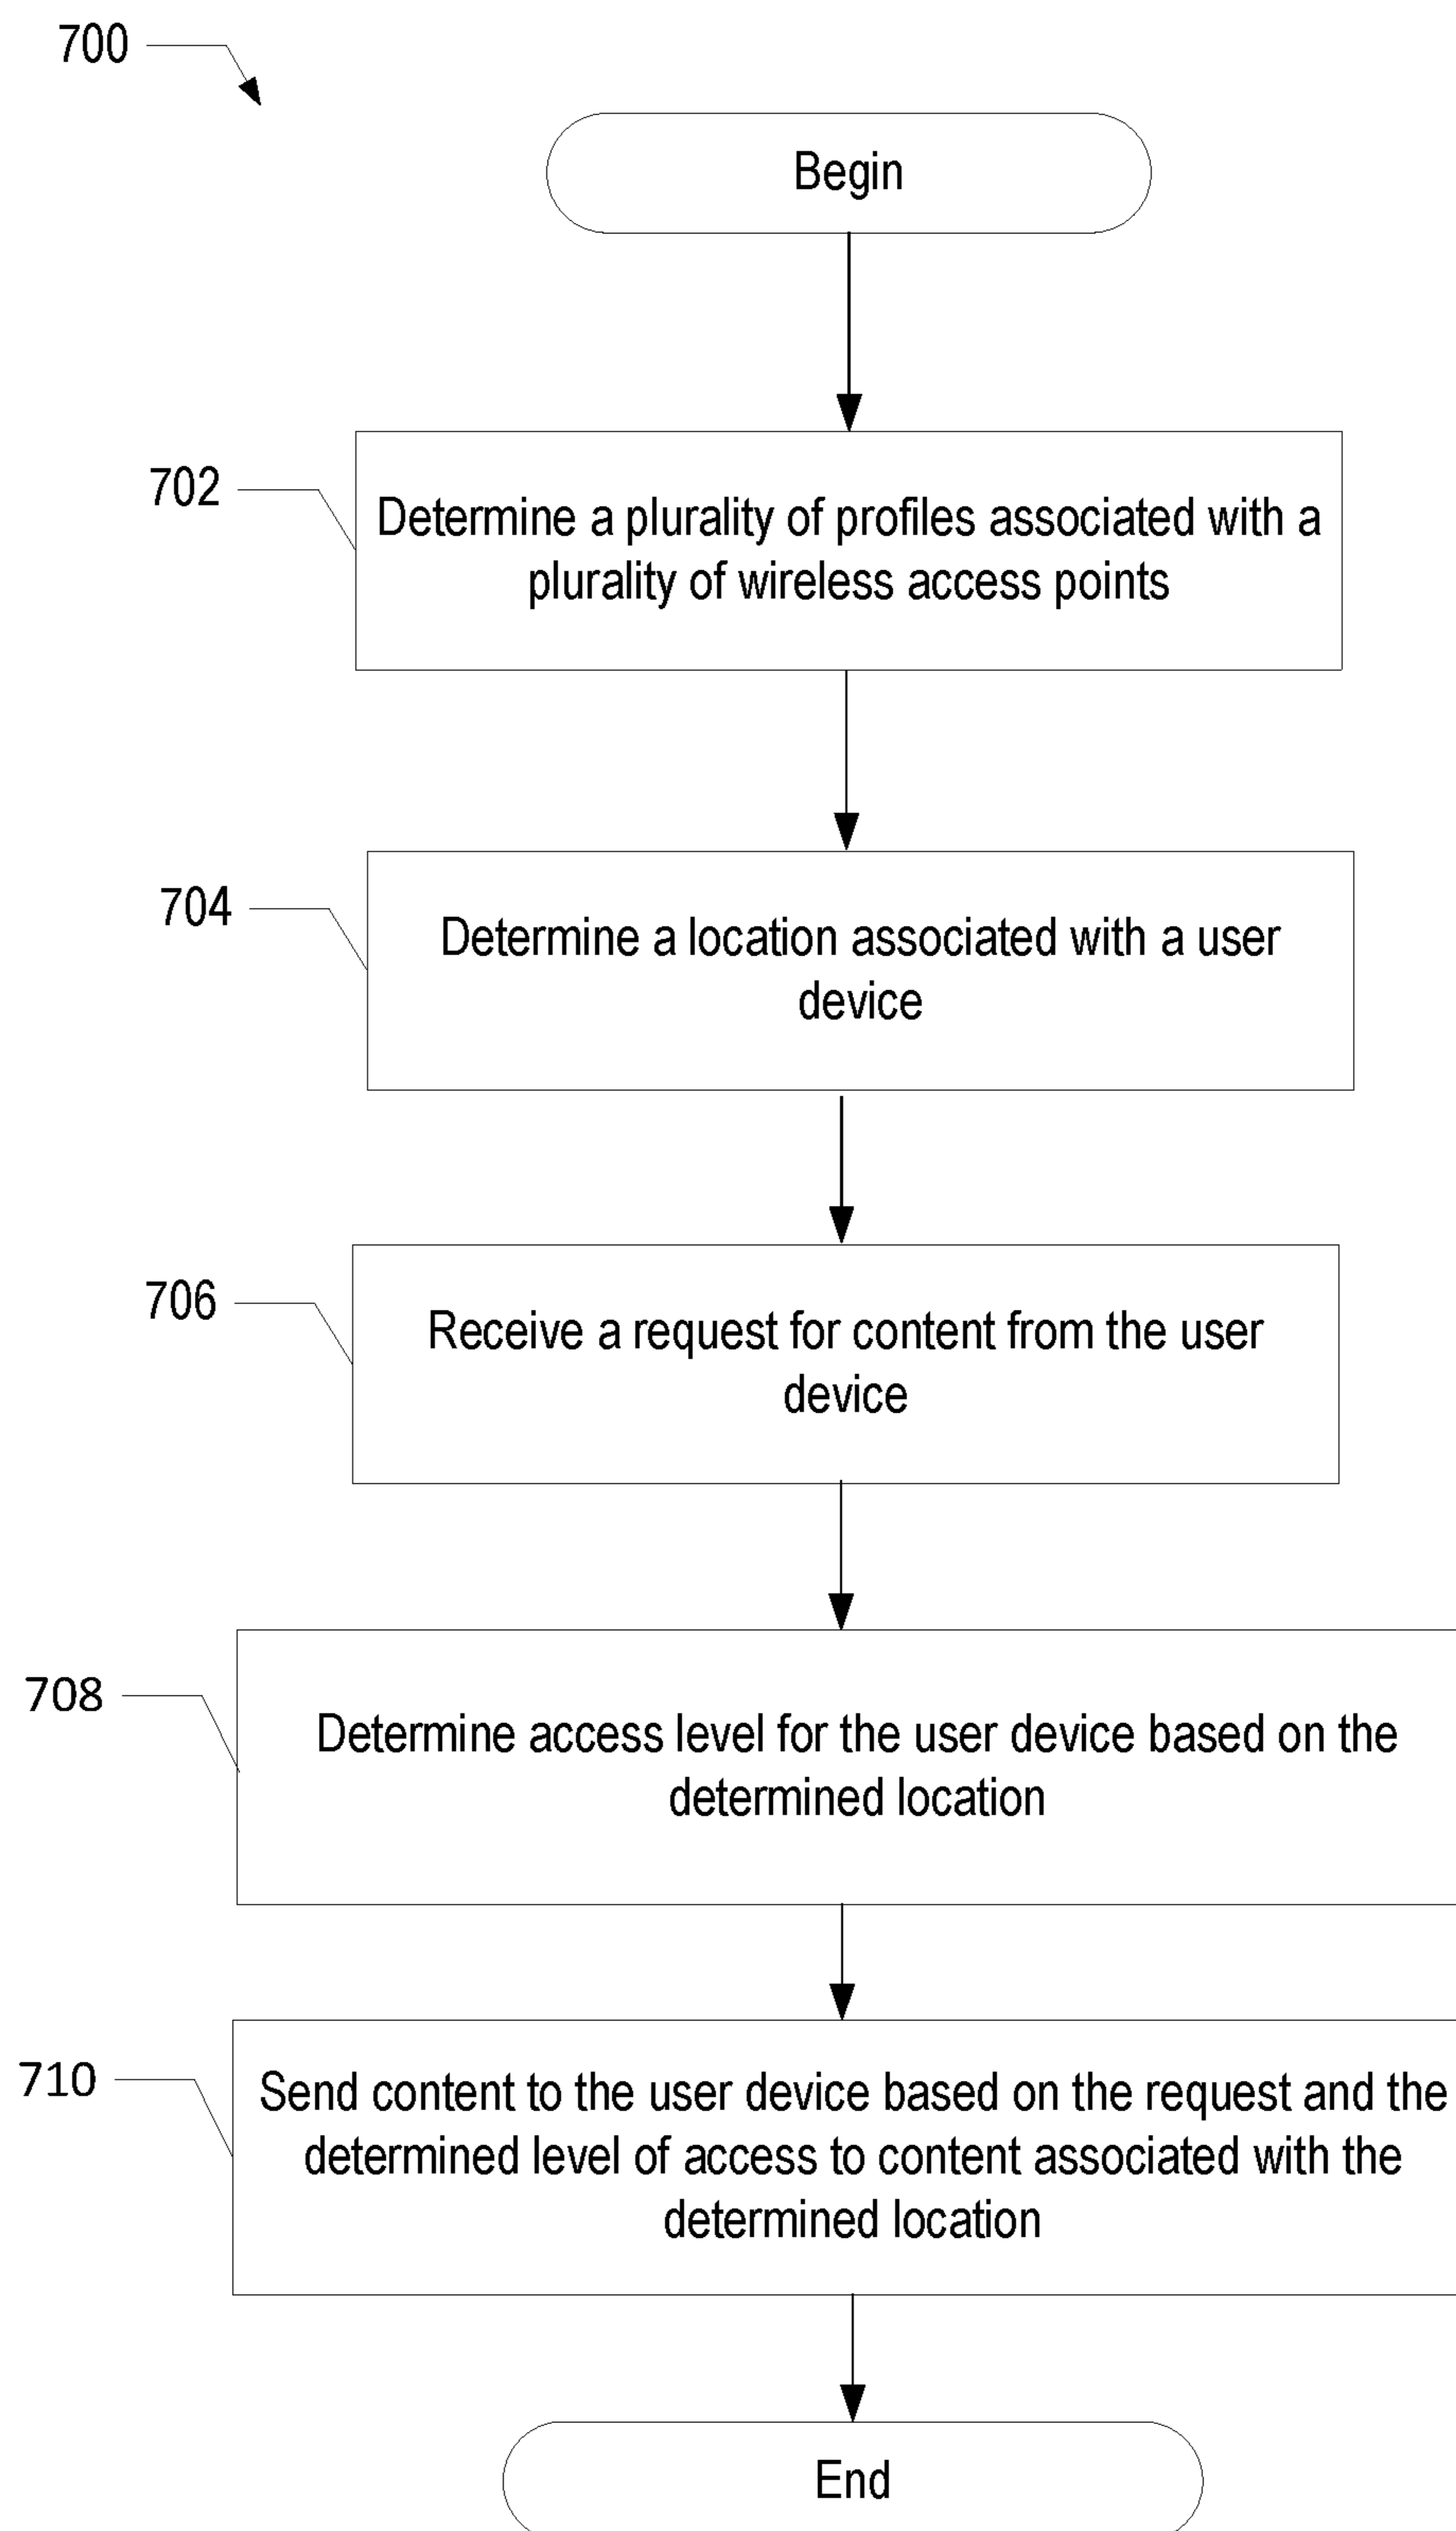 700
Begin
702
Determine a plurality of profiles associated with a
plurality of wireless access points
704
Determine a location associated with a user
device
706
Receive a request for content from the user
device
708
Determine access level for the user device based on the
determined location
710
Send content to the user device based on the request and the
determined level of access to content associated with the
determined location
End